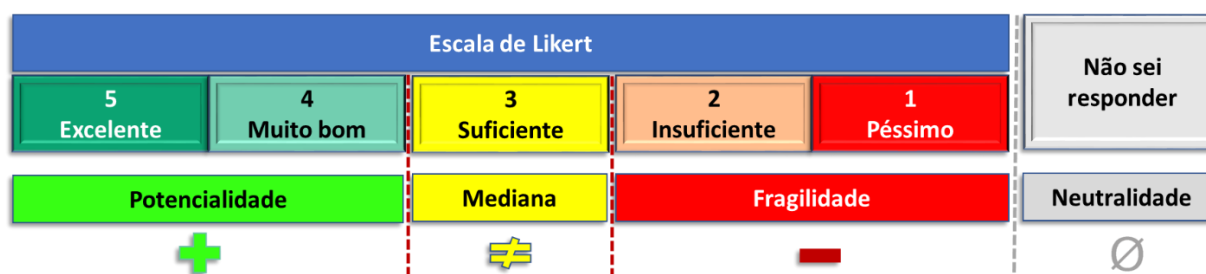 Escala de Likert
5
Excelente
4
Muito bom
3
Suficiente
2
Insuficiente
1
Péssimo
Não sei
responder
Potencialidade
Mediana
Fragilidade
Neutralidade
+
≠
−
Ø